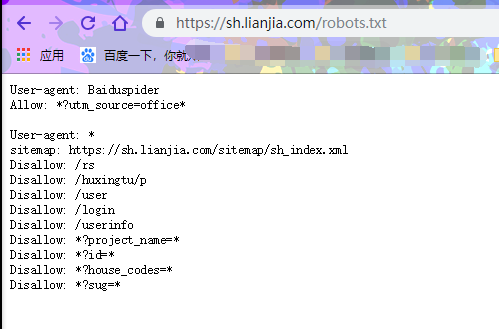 https://sh.lianjia.com/robots.txt
应用
百度一下，你就
User-agent: Baiduspider
Allow: *?utm_source=office*
User-agent: *
sitemap: https://sh.lianjia.com/sitemap/sh_index.xml
Disallow: /rs
Disallow: /huxingtu/p
Disallow: /user
Disallow: /login
Disallow: /userinfo
Disallow: *?project_name=*
Disallow: *?id=*
Disallow: *?house_codes=*
Disallow: *?sug=*